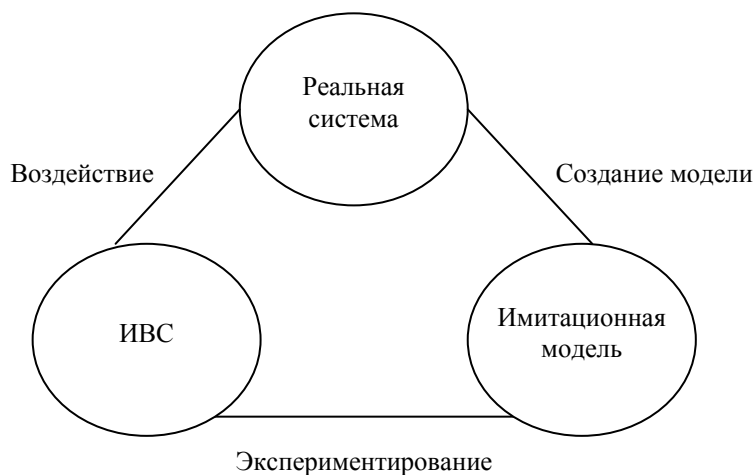 Реальная
система
Воздействие
Создание модели
ИВС
Имитационная
модель
Экспериментирование